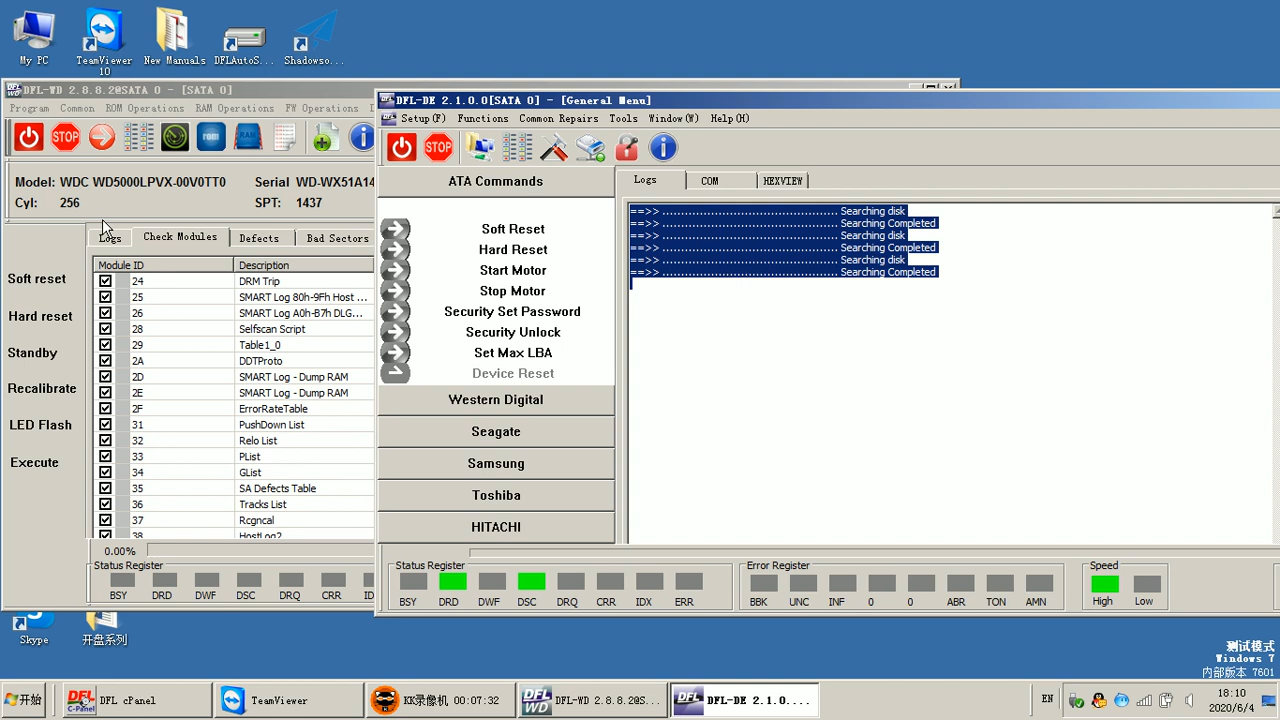 My PC
TeamViewer 10
New Manuals
DFLAutoS...
Shadowso...
DFL-WD 2.8.8.2@SATA 0 - [SATA 0]
Program Common ROM Operations RAM Operations FW Operations
STOP
rom
RAM
Model: WDC WD5000LPVX-00V0TT0 Serial WD-WX51A14
Cyl: 256 SPT: 1437
Logs Check Modules Defects Bad Sectors
Soft reset
Hard reset
Standby
Recalibrate
LED Flash
Execute
Module ID Description
24 DRM Trip
25 SMART Log 80h-9Fh Host ...
26 SMART Log A0h-B7h DLG...
28 Selfscan Script
29 Table1_0
2A DDTProto
2D SMART Log - Dump RAM
2E SMART Log - Dump RAM
2F ErrorRateTable
31 PushDown List
32 Relo List
33 PList
34 GList
35 SA Defects Table
36 Tracks List
37 Rcgncal
38 HostLog2
0.00%
Status Register
BSY DRD DWF DSC DRQ CRR ID
DFL-DE 2.1.0.0[SATA 0] - [General Menu]
Setup(F) Functions Common Repairs Tools Window(W) Help(H)
STOP
ATA Commands
Soft Reset
Hard Reset
Start Motor
Stop Motor
Security Set Password
Security Unlock
Set Max LBA
Device Reset
Western Digital
Seagate
Samsung
Toshiba
HITACHI
Logs COM HEXVIEW
==>> ............................................ Searching disk
==>> ............................................ Searching Completed
==>> ............................................ Searching disk
==>> ............................................ Searching Completed
==>> ............................................ Searching disk
==>> ............................................ Searching Completed
Status Register
BSY DRD DWF DSC DRQ CRR IDX ERR
Error Register
BBK UNC INF 0 0 ABR TON AMN
Speed
High Low
Skype
开盘系列
测试模式
Windows 7
内部版本 7601
开始
DFL C-Panel
DFL cPanel
TeamViewer
KK录像机 00:07:32
DFL WD
DFL-WD 2.8.8.2@S...
DFL
DFL-DE 2.1.0....
EN
18:10
2020/6/4